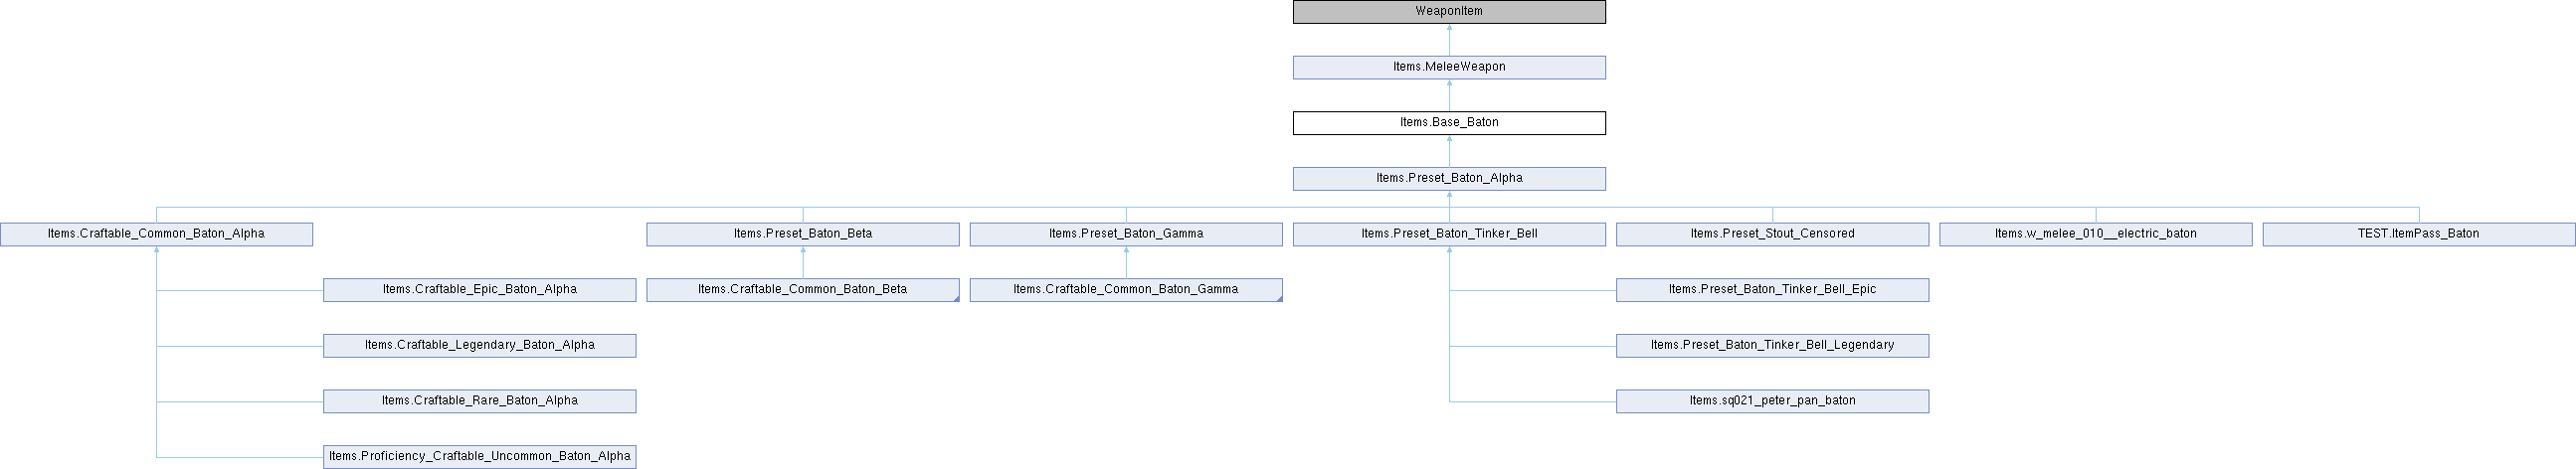 WeaponItem
Items.MeleeWeapon
Items.Base_Baton
Items.Preset_Baton_Alpha
Items.Craftable_Common_Baton_Alpha
Items.Preset_Baton_Beta
Items.Preset_Baton_Gamma
Items.Preset_Baton_Tinker_Bell
Items.Preset_Stout_Censored
Items.w_melee_010__electric_baton
TEST.ItemPass_Baton
Items.Craftable_Epic_Baton_Alpha
Items.Craftable_Common_Baton_Beta
Items.Craftable_Common_Baton_Gamma
Items.Preset_Baton_Tinker_Bell_Epic
Items.Craftable_Legendary_Baton_Alpha
Items.Preset_Baton_Tinker_Bell_Legendary
Items.Craftable_Rare_Baton_Alpha
Items.sq021_peter_pan_baton
Items.Proficiency_Craftable_Uncommon_Baton_Alpha